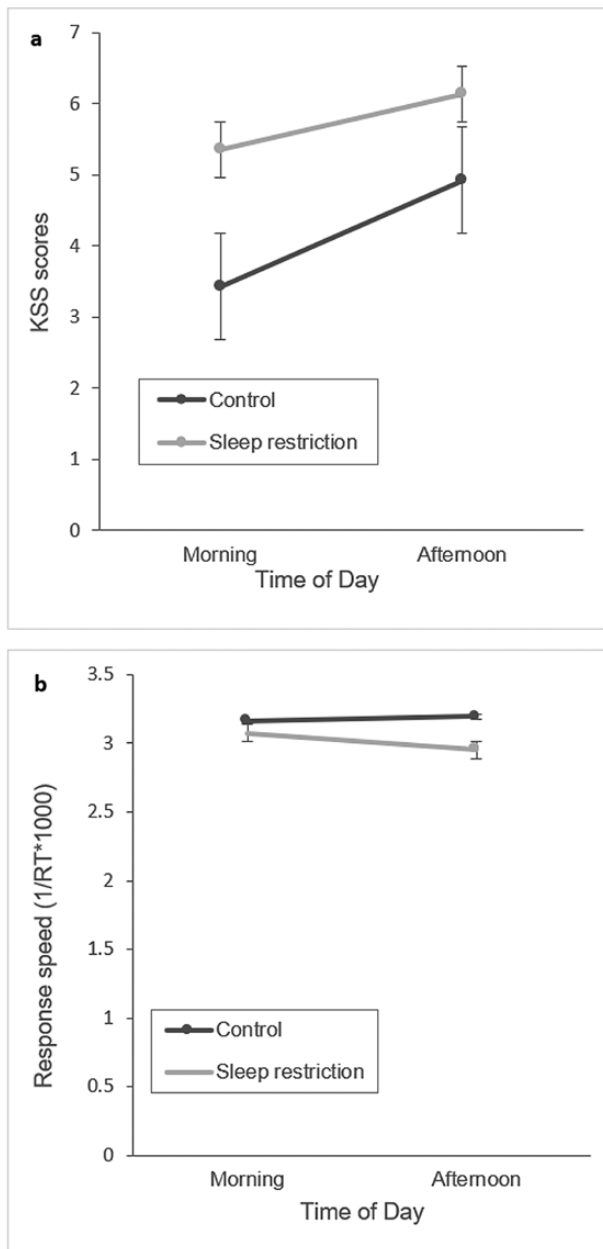 a
7
6
5
4
3
2
1
0
KSS scores
Control
Sleep restriction
Morning Afternoon
Time of Day
b
3.5
3
2.5
2
1.5
1
0.5
0
Response speed (1/RT*1000)
Control
Sleep restriction
Morning Afternoon
Time of Day